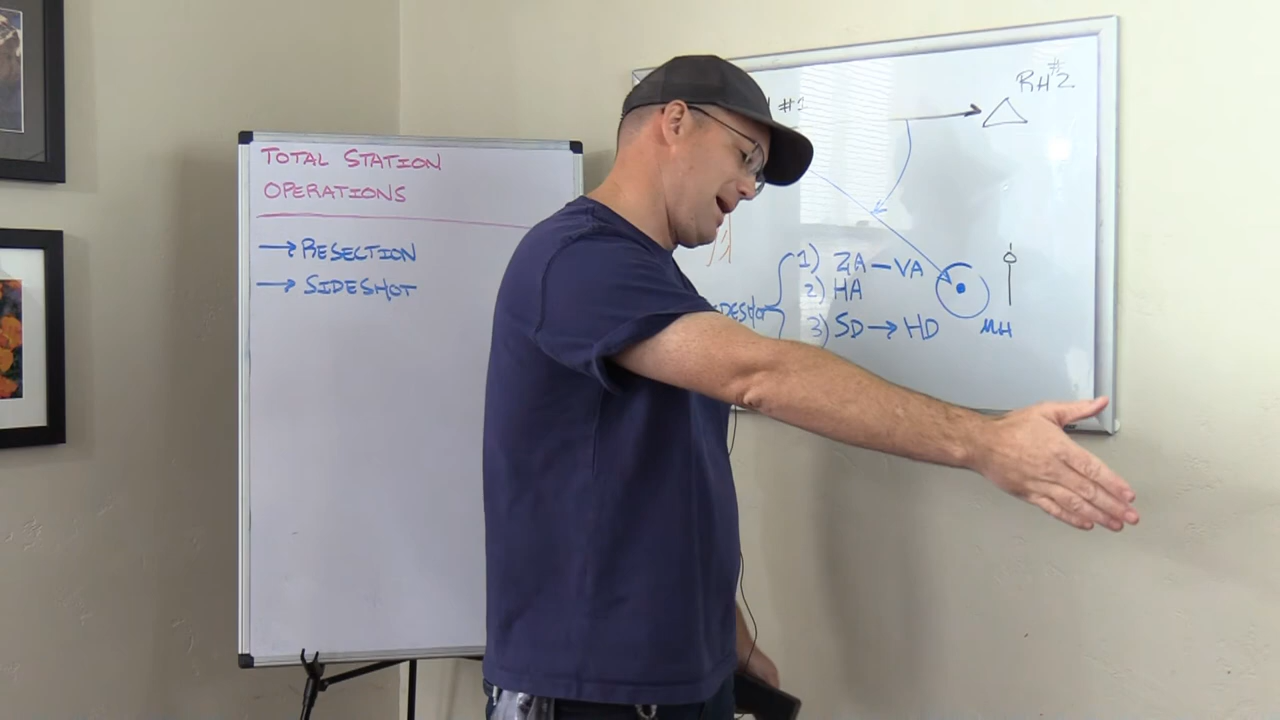 TOTAL STATION
OPERATIONS
→ RESECTION
→ SIDESHOT
#1
RH#2
1) ZA—VA
2) HA
3) SD→HD
MH